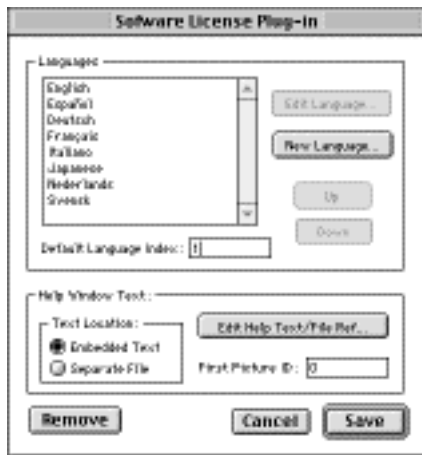 Sofware License Plug-in
Languages
English
Español
Deutsch
Français
Italiano
Japanese
Nederlands
Svensk
Edit Language...
New Language...
Up
Down
Default Language Index: 1
Help Window Text:
Text Location:
Embedded Text
Separate File
Edit Help Text/File Ref...
First Picture ID: 0
Remove
Cancel
Save